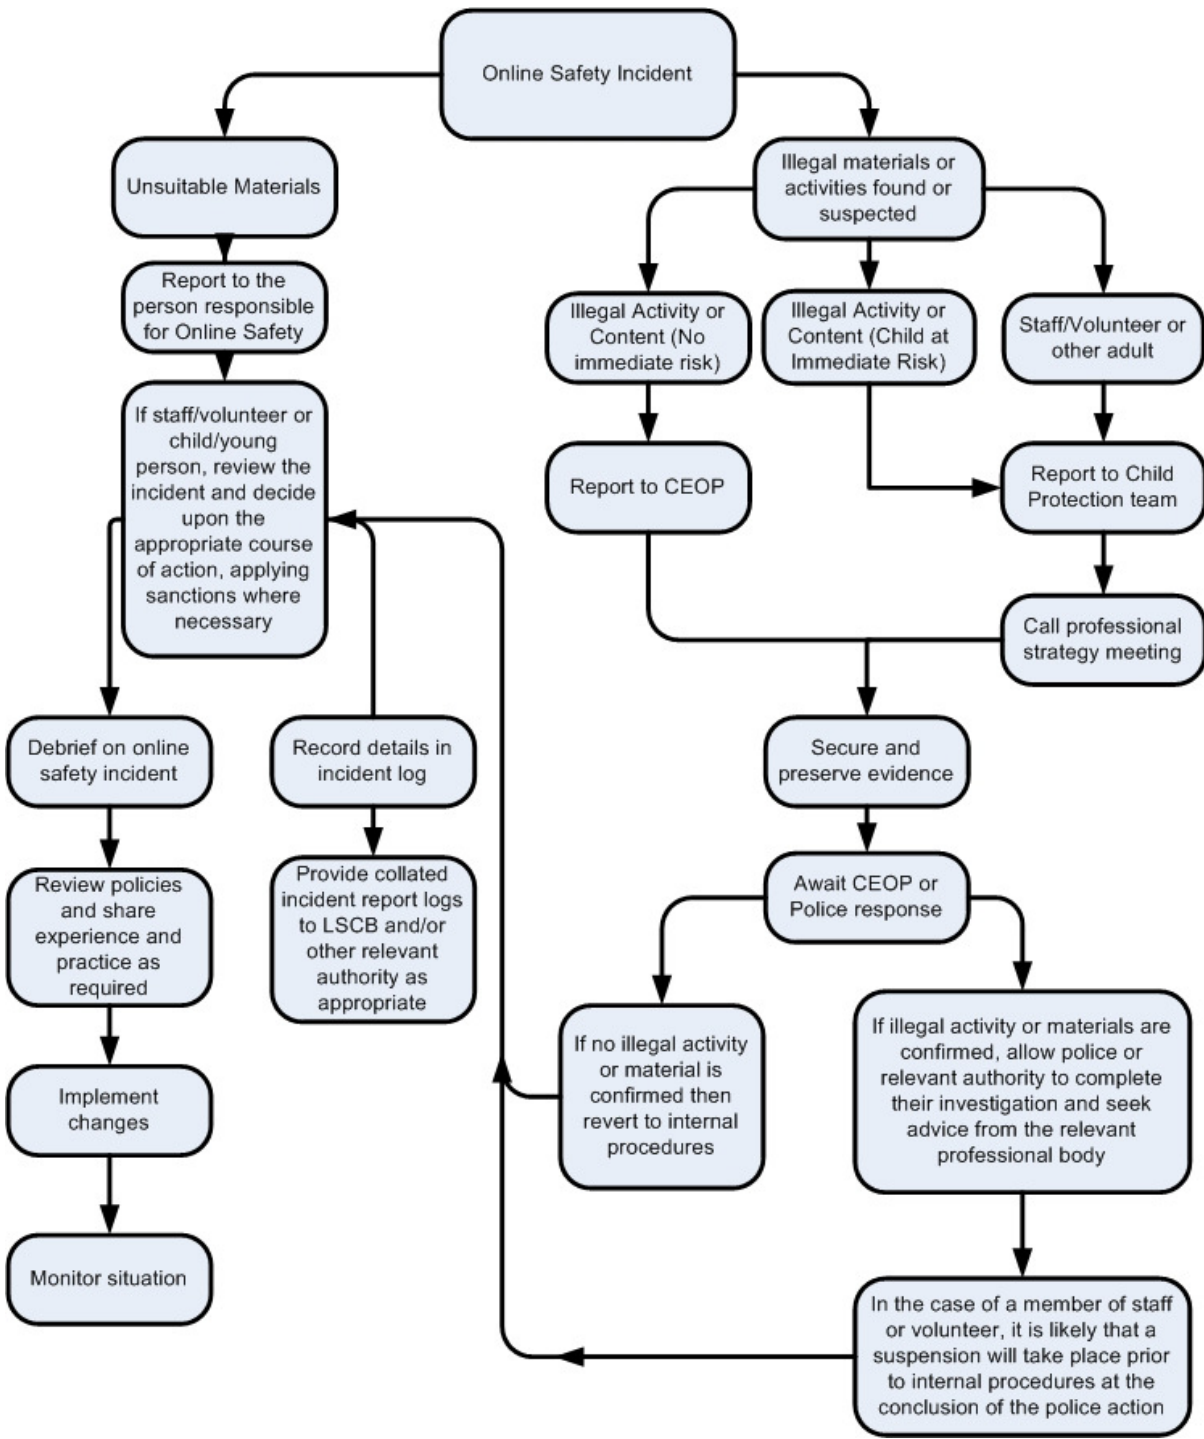 Online Safety Incident
Unsuitable Materials
Illegal materials or
activities found or
suspected
Report to the
person responsible
for Online Safety
Illegal Activity or
Content (No
immediate risk)
Illegal Activity or
Content (Child at
Immediate Risk)
Staff/Volunteer or
other adult
If staff/volunteer or
child/young
person, review the
incident and decide
upon the
appropriate course
of action, applying
sanctions where
necessary
Report to CEOP
Report to Child
Protection team
Call professional
strategy meeting
Debrief on online
safety incident
Record details in
incident log
Secure and
preserve evidence
Review policies
and share
experience and
practice as
required
Provide collated
incident report logs
to LSCB and/or
other relevant
authority as
appropriate
Await CEOP or
Police response
If no illegal activity
or material is
confirmed then
revert to internal
procedures
If illegal activity or materials are
confirmed, allow police or
relevant authority to complete
their investigation and seek
advice from the relevant
professional body
Implement
changes
Monitor situation
In the case of a member of staff
or volunteer, it is likely that a
suspension will take place prior
to internal procedures at the
conclusion of the police action